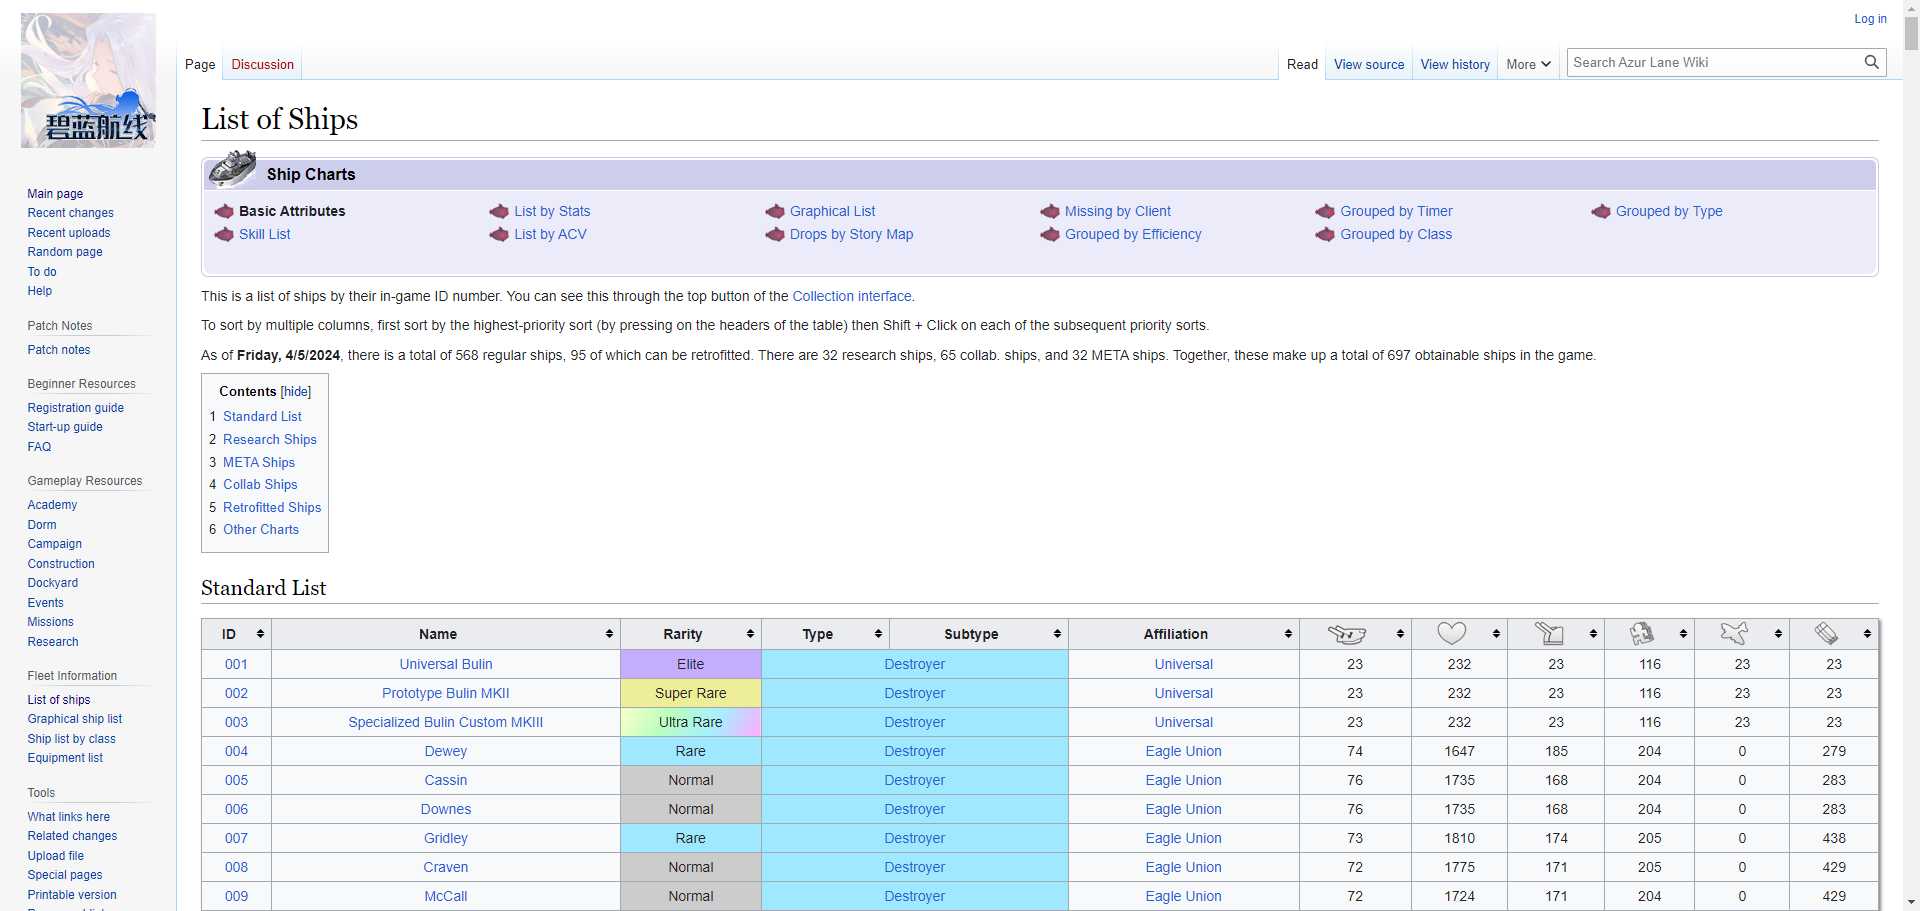 Log in
碧蓝航线
Page Discussion Read View source View history More Search Azur Lane Wiki
List of Ships
Ship Charts
Basic Attributes List by Stats Graphical List Missing by Client Grouped by Timer Grouped by Type
Skill List List by ACV Drops by Story Map Grouped by Efficiency Grouped by Class
This is a list of ships by their in-game ID number. You can see this through the top button of the Collection interface.
To sort by multiple columns, first sort by the highest-priority sort (by pressing on the headers of the table) then Shift + Click on each of the subsequent priority sorts.
As of Friday, 4/5/2024, there is a total of 568 regular ships, 95 of which can be retrofitted. There are 32 research ships, 65 collab. ships, and 32 META ships. Together, these make up a total of 697 obtainable ships in the game.
Contents [hide]
1 Standard List
2 Research Ships
3 META Ships
4 Collab Ships
5 Retrofitted Ships
6 Other Charts
Standard List
ID Name Rarity Type Subtype Affiliation
001 Universal Bulin Elite Destroyer Universal 23 232 23 116 23 23
002 Prototype Bulin MKII Super Rare Destroyer Universal 23 232 23 116 23 23
003 Specialized Bulin Custom MKIII Ultra Rare Destroyer Universal 23 232 23 116 23 23
004 Dewey Rare Destroyer Eagle Union 74 1647 185 204 0 279
005 Cassin Normal Destroyer Eagle Union 76 1735 168 204 0 283
006 Downes Normal Destroyer Eagle Union 76 1735 168 204 0 283
007 Gridley Rare Destroyer Eagle Union 73 1810 174 205 0 438
008 Craven Normal Destroyer Eagle Union 72 1775 171 205 0 429
009 McCall Normal Destroyer Eagle Union 72 1724 171 204 0 429
Main page
Recent changes
Recent uploads
Random page
To do
Help
Patch Notes
Patch notes
Beginner Resources
Registration guide
Start-up guide
FAQ
Gameplay Resources
Academy
Dorm
Campaign
Construction
Dockyard
Events
Missions
Research
Fleet Information
List of ships
Graphical ship list
Ship list by class
Equipment list
Tools
What links here
Related changes
Upload file
Special pages
Printable version